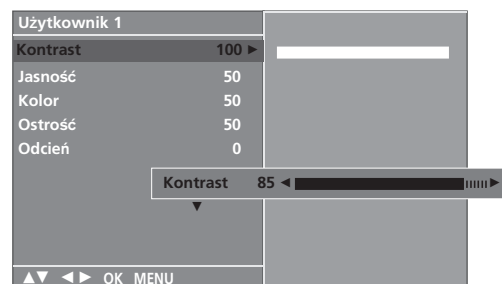 Użytkownik 1
Kontrast 100 ►
Jasność 50
Kolor 50
Ostrość 50
Odcień 0
Kontrast 85 ◄ ►
▼
▲▼ ◄► OK MENU